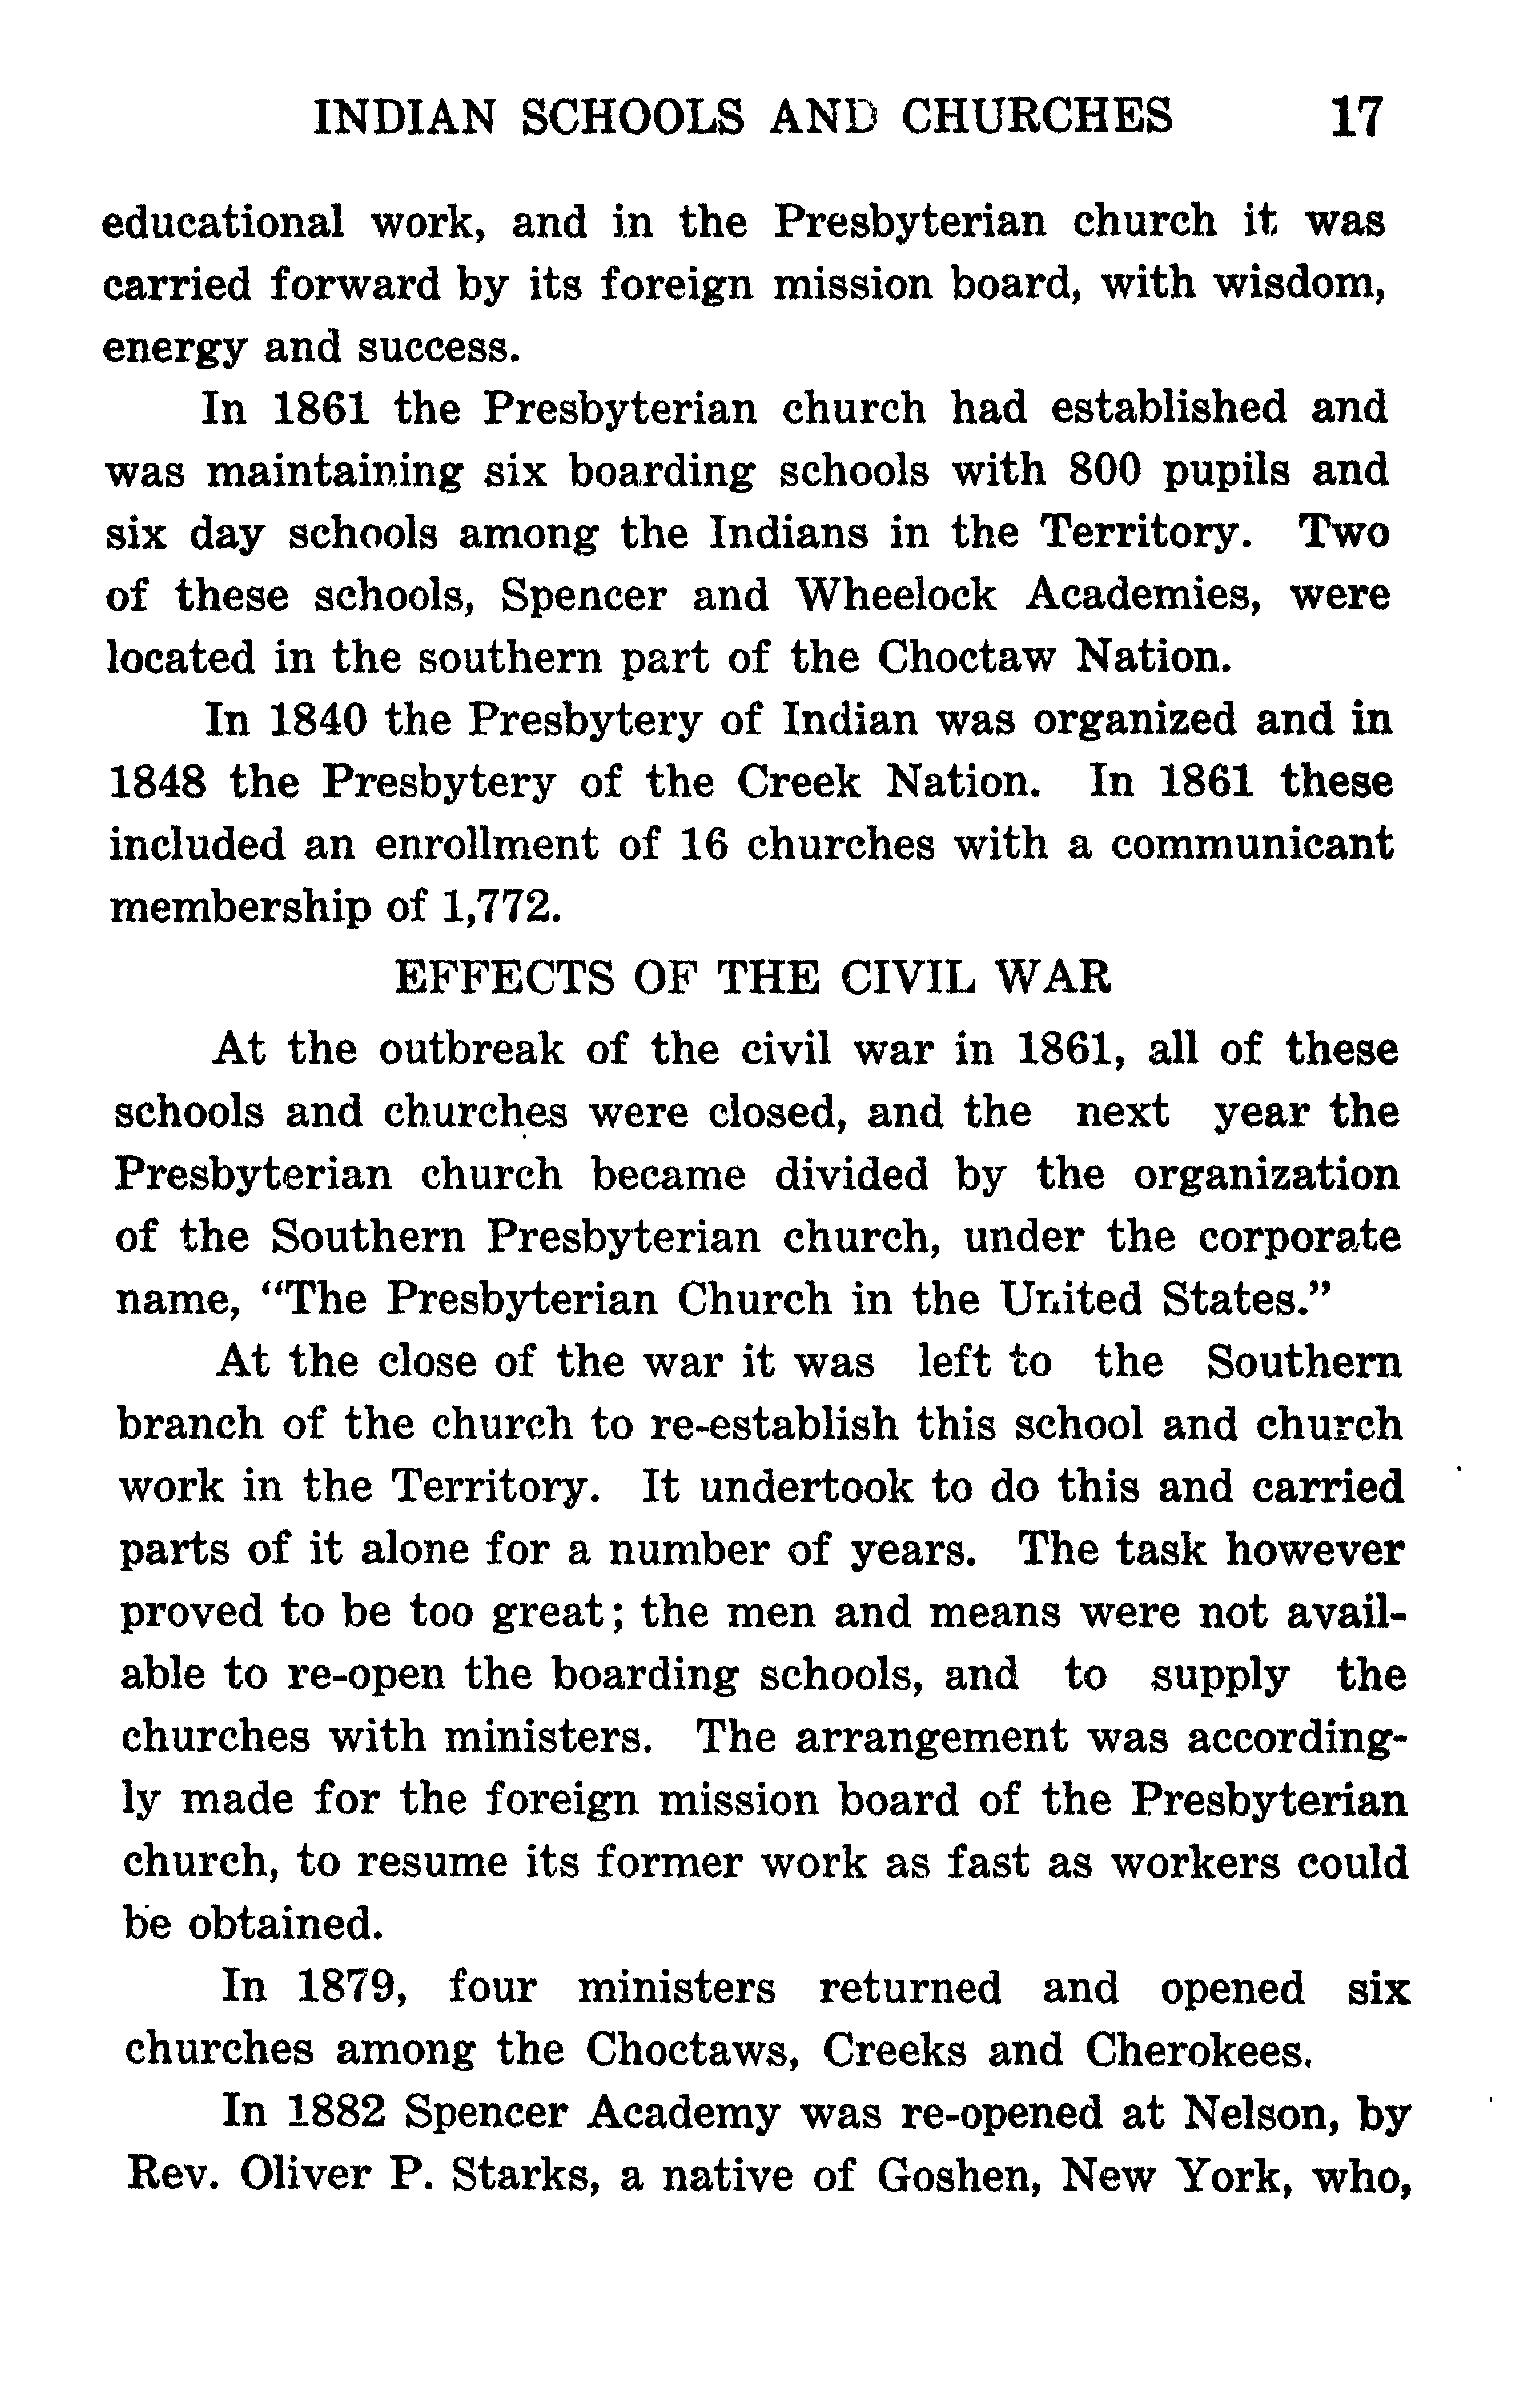 INDIAN SCHOOLS AND CHURCHES 17
educational work, and in the Presbyterian church it was
carried forward by its foreign mission board, with wisdom,
energy and success.
In 1861 the Presbyterian church had established and
was maintaining six boarding schools with 800 pupils and
six day schools among the Indians in the Territory. Two
of these schools, Spencer and Wheelock Academies, were
located in the southern part of the Choctaw Nation.
In 1840 the Presbytery of Indian was organized and in
1848 the Presbytery of the Creek Nation. In 1861 these
included an enrollment of 16 churches with a communicant
membership of 1,772.
EFFECTS OF THE CIVIL WAR
At the outbreak of the civil war in 1861, all of these
schools and churches were closed, and the next year the
Presbyterian church became divided by the organization
of the Southern Presbyterian church, under the corporate
name, "The Presbyterian Church in the United States."
At the close of the war it was left to the Southern
branch of the church to re-establish this school and church
work in the Territory. It undertook to do this and carried
parts of it alone for a number of years. The task however
proved to be too great; the men and means were not avail-
able to re-open the boarding schools, and to supply the
churches with ministers. The arrangement was according-
ly made for the foreign mission board of the Presbyterian
church, to resume its former work as fast as workers could
be obtained.
In 1879, four ministers returned and opened six
churches among the Choctaws, Creeks and Cherokees.
In 1882 Spencer Academy was re-opened at Nelson, by
Rev. Oliver P. Starks, a native of Goshen, New York, who,